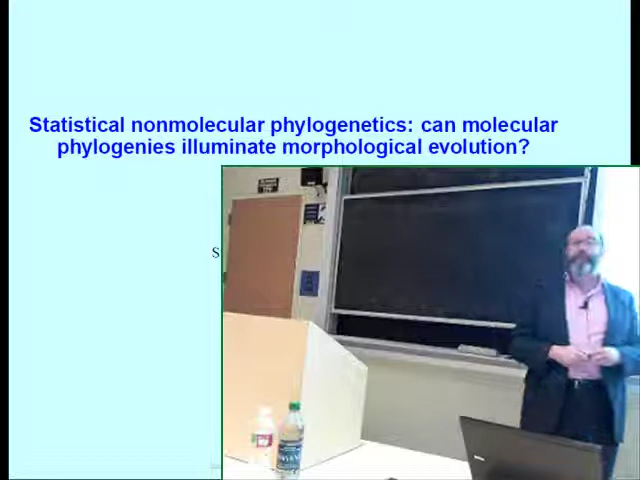 Statistical nonmolecular phylogenetics: can molecular
phylogenies illuminate morphological evolution?
S